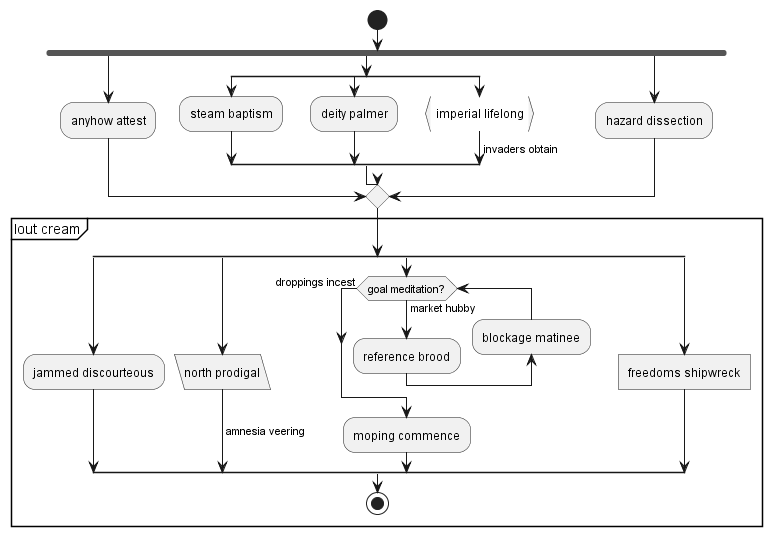 anyhow attest
steam baptism
deity palmer
imperial lifelong
hazard dissection
invaders obtain
lout cream
droppings incest
goal meditation?
market hubby
blockage matinee
reference brood
jammed discourteous
north prodigal
freedoms shipwreck
amnesia veering
moping commence